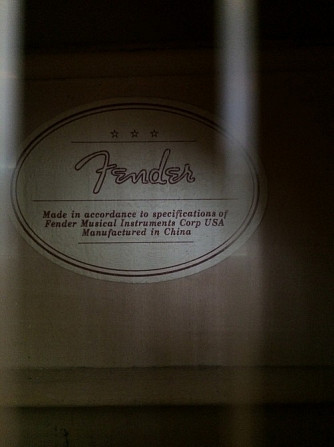 Fender
Made in accordance to specifications of
Fender Musical Instruments Corp USA
Manufactured in China